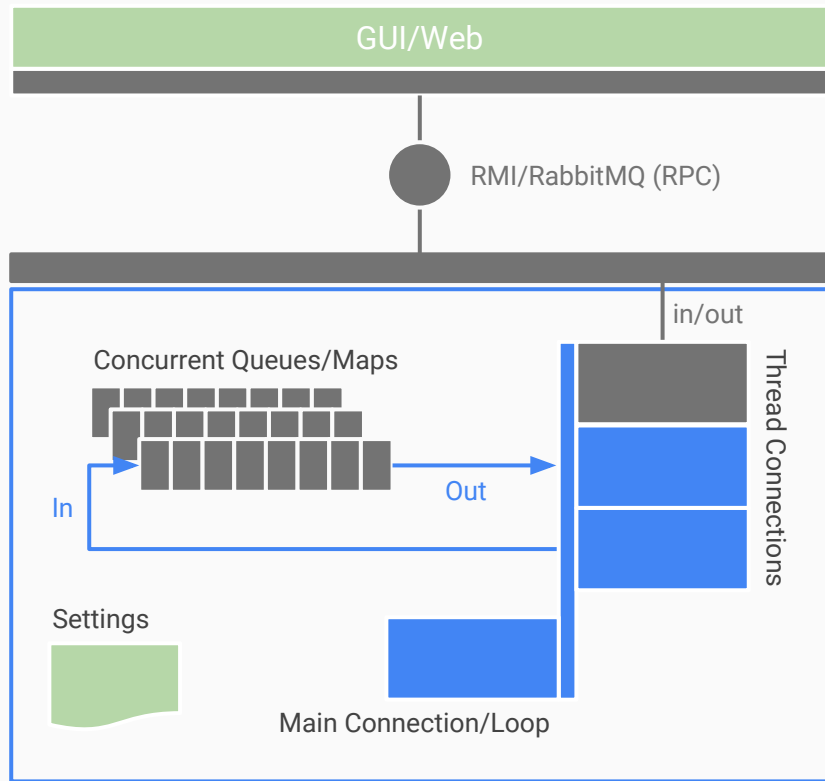 GUI/Web
RMI/RabbitMQ (RPC)
in/out
Concurrent Queues/Maps
Thread Connections
In
Out
Settings
Main Connection/Loop